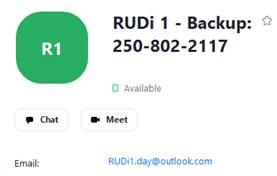 R1
RUDi 1 - Backup:
250-802-2117
Available
Chat
Meet
Email:
RUDi1.day@outlook.com